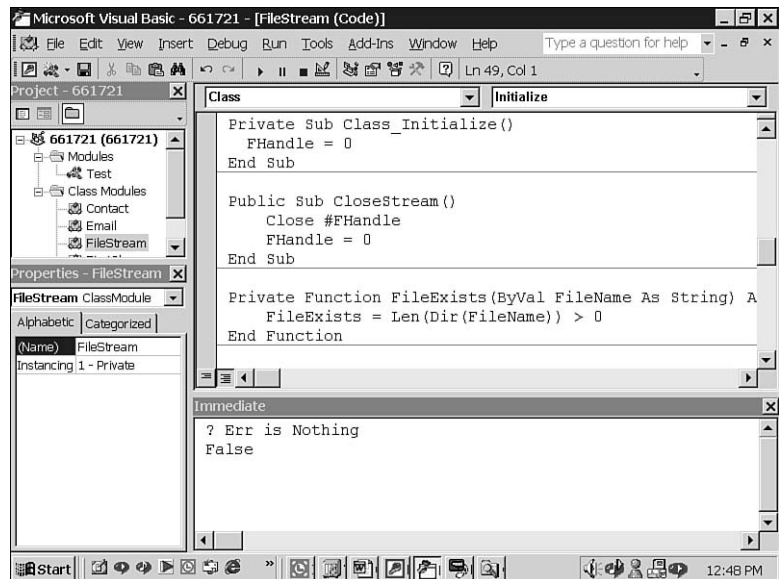 Microsoft Visual Basic - 661721 - [FileStream (Code)]
File Edit View Insert Debug Run Tools Add-Ins Window Help Type a question for help
Ln 49, Col 1
Project - 661721
Class Initialize
661721 (661721)
Modules
Test
Class Modules
Contact
Email
FileStream
Properties - FileStream
FileStream ClassModule
Alphabetic Categorized
(Name) FileStream
Instancing 1 - Private
Private Sub Class_Initialize()
FHandle = 0
End Sub
Public Sub CloseStream()
Close #FHandle
FHandle = 0
End Sub
Private Function FileExists(ByVal FileName As String) A
FileExists = Len(Dir(FileName)) > 0
End Function
Immediate
? Err is Nothing
False
Start 12:48 PM